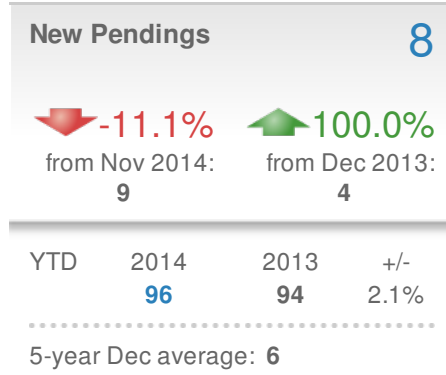 New Pendings 8
-11.1% 100.0%
from Nov 2014: from Dec 2013:
9 4
YTD 2014 2013 +/-
96 94 2.1%
5-year Dec average: 6